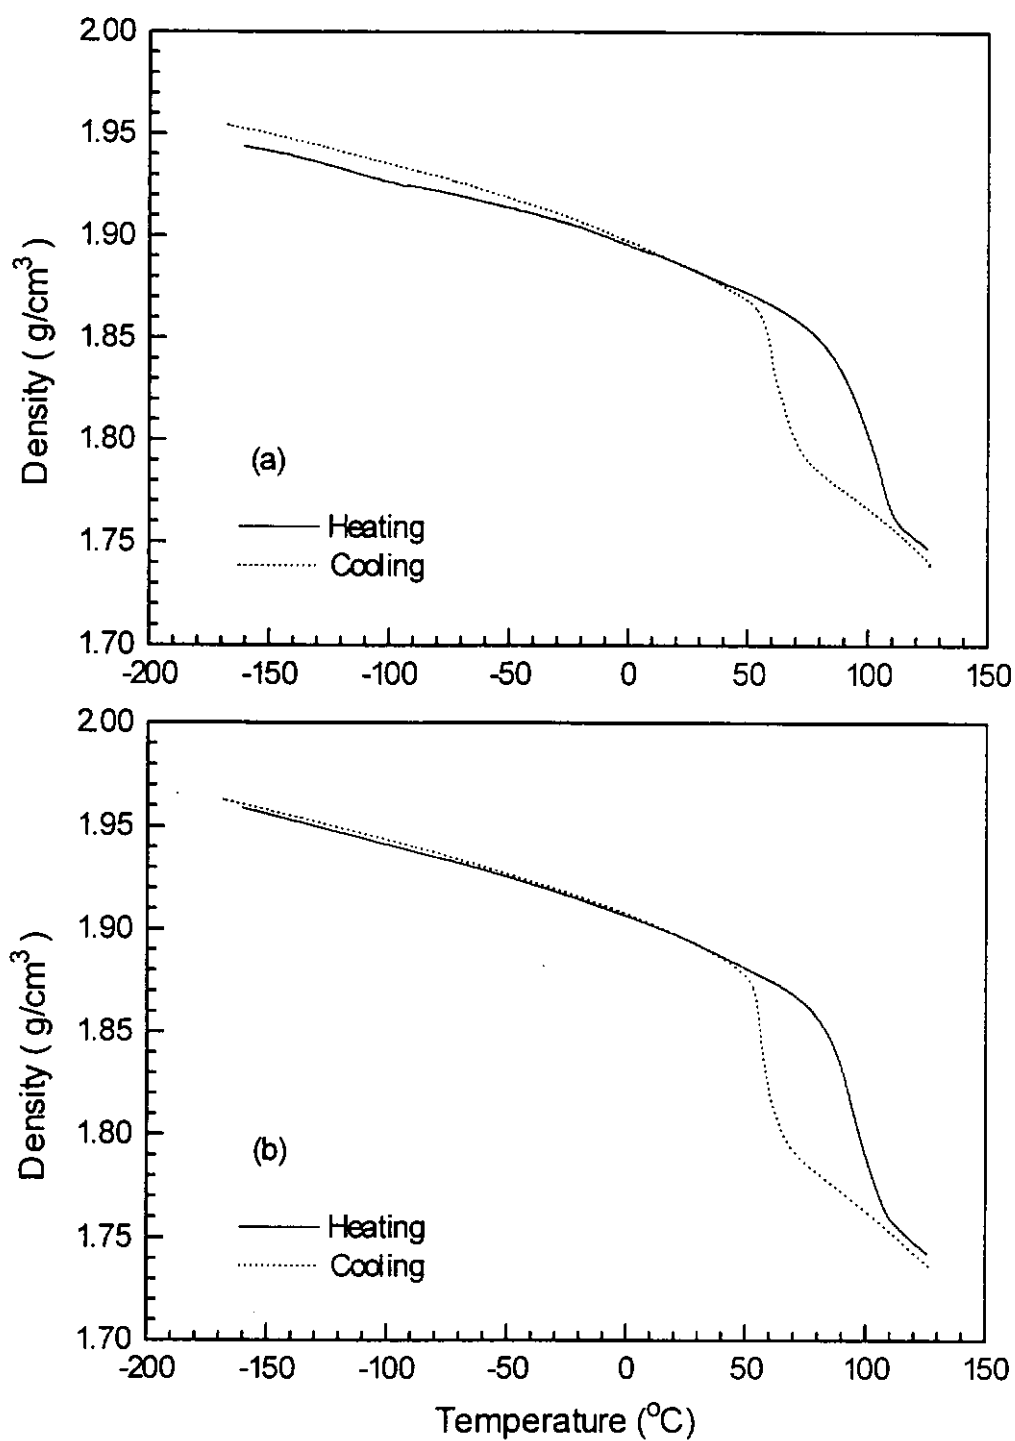 2.00
1.95
1.90
1.85
1.80
1.75
1.70
Density ( g/cm³ )
(a)
Heating
Cooling
-200 -150 -100 -50 0 50 100 150
2.00
1.95
1.90
1.85
1.80
1.75
1.70
Density ( g/cm³ )
(b)
Heating
Cooling
-200 -150 -100 -50 0 50 100 150
Temperature (°C)